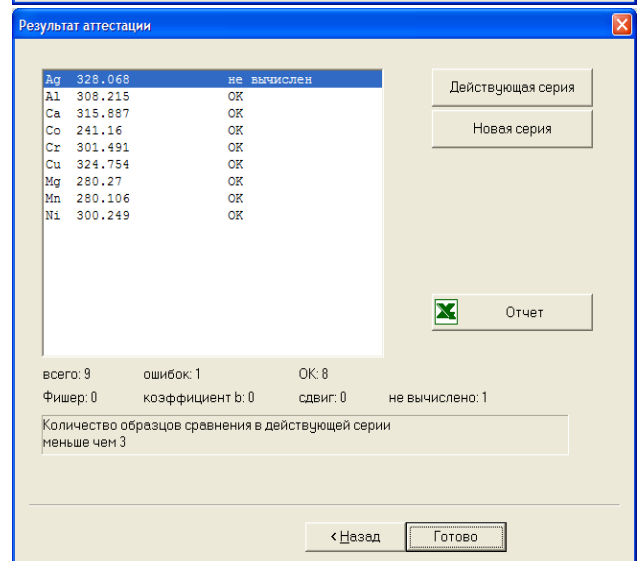 Результат аттестации
Ag 328.068 не вычислен
Al 308.215 OK
Ca 315.887 OK
Co 241.16 OK
Cr 301.491 OK
Cu 324.754 OK
Mg 280.27 OK
Mn 280.106 OK
Ni 300.249 OK
Действующая серия
Новая серия
Отчет
всего: 9 ошибок: 1 OK: 8
Фишер: 0 коэффициент b: 0 сдвиг: 0 не вычислено: 1
Количество образцов сравнения в действующей серии
меньше чем 3
< Назад Готово